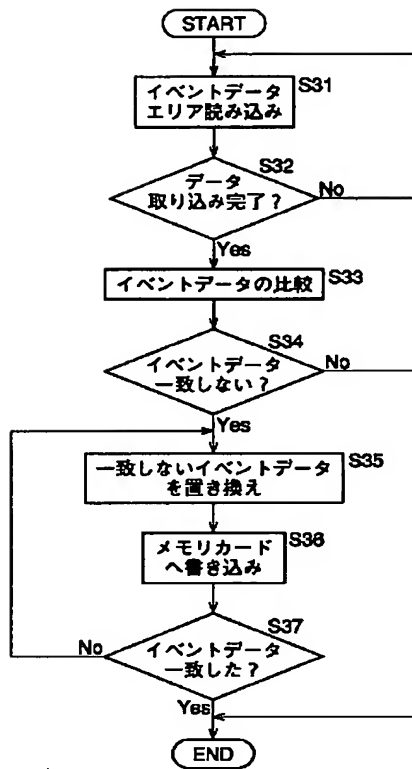 START
S31
イベントデータ
エリア読み込み
S32
データ
取り込み完了？
No
Yes
イベントデータの比較
S33
S34
イベントデータ
一致しない？
No
Yes
一致しないイベントデータ
を置き換え
S35
S36
メモリカード
へ書き込み
S37
イベントデータ
一致した？
No
Yes
END